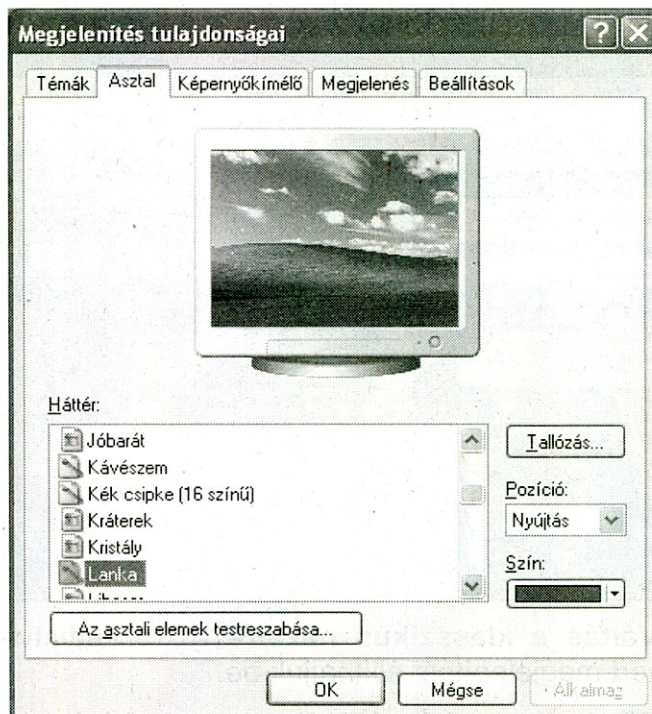 Megjelenítés tulajdonságai
Témák Asztal Képernyőkímélő Megjelenés Beállítások
Háttér:
Jóbarát
Kávészem
Kék csipke (16 színű)
Kráterek
Kristály
Lanka
Tallózás...
Pozíció:
Nyújtás
Szín:
Az asztali elemek testreszabása...
OK Mégse Alkalmaz